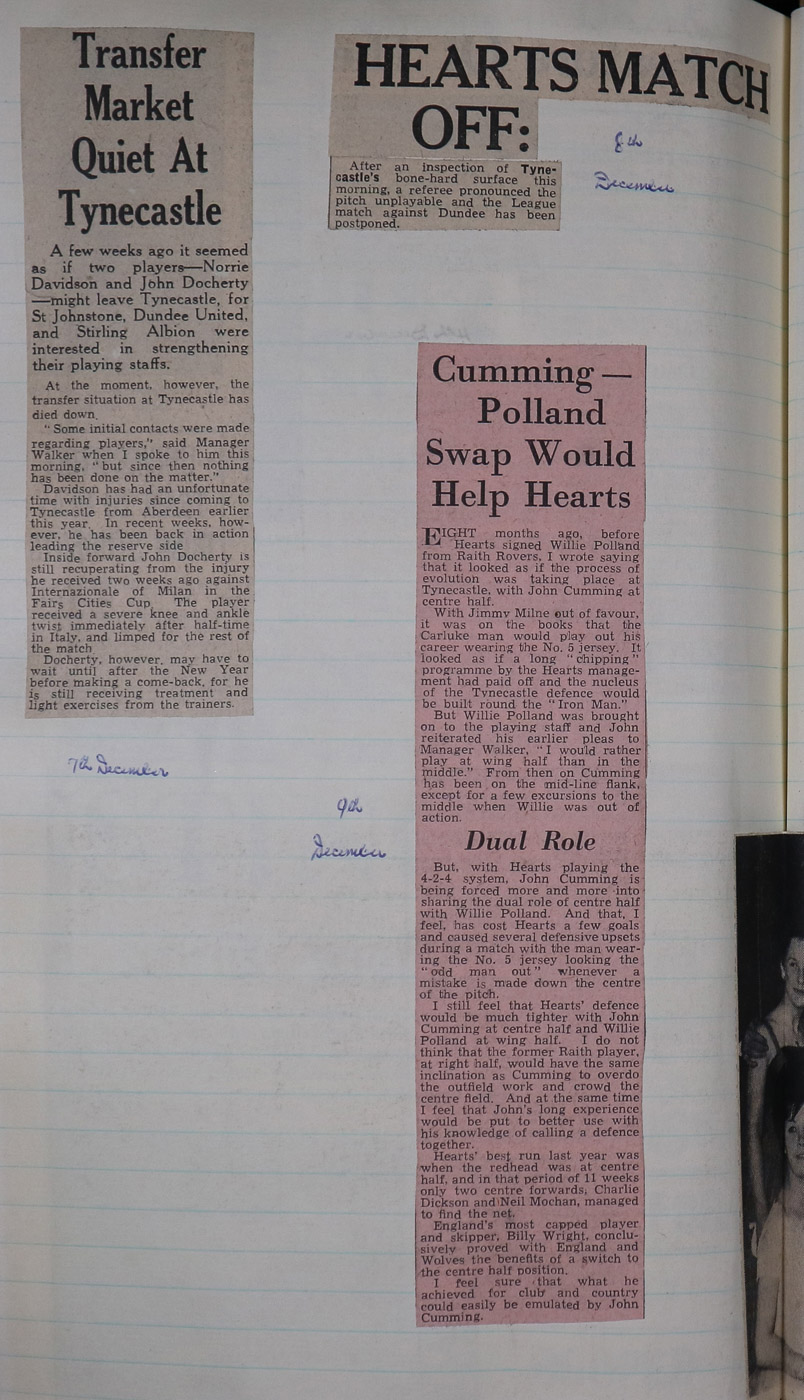 Transfer
Market
Quiet At
Tynecastle
A few weeks ago it seemed
as if two players—Norrie
Davidson and John Docherty
—might leave Tynecastle, for
St Johnstone, Dundee United,
and Stirling Albion were
interested in strengthening
their playing staffs.
At the moment, however, the
transfer situation at Tynecastle has
died down.
"Some initial contacts were made
regarding players," said Manager
Walker when I spoke to him this
morning, "but since then nothing
has been done on the matter."
Davidson has had an unfortunate
time with injuries since coming to
Tynecastle from Aberdeen earlier
this year. In recent weeks, how-
ever, he has been back in action
leading the reserve side
Inside forward John Docherty is
still recuperating from the injury
he received two weeks ago against
Internazionale of Milan in the
Fairs Cities Cup. The player
received a severe knee and ankle
twist immediately after half-time
in Italy, and limped for the rest of
the match
Docherty, however, may have to
wait until after the New Year
before making a come-back, for he
is still receiving treatment and
light exercises from the trainers.
7th December
HEARTS MATCH
OFF:
After an inspection of Tyne-
castle's bone-hard surface this
morning, a referee pronounced the
pitch unplayable and the League
match against Dundee has been
postponed.
8th
December
Cumming —
Polland
Swap Would
Help Hearts
EIGHT months ago, before
Hearts signed Willie Polland
from Raith Rovers, I wrote saying
that it looked as if the process of
evolution was taking place at
Tynecastle, with John Cumming at
centre half.
With Jimmy Milne out of favour,
it was on the books that the
Carluke man would play out his
career wearing the No. 5 jersey. It
looked as if a long "chipping"
programme by the Hearts manage-
ment had paid off and the nucleus
of the Tynecastle defence would
be built round the "Iron Man."
But Willie Polland was brought
on to the playing staff and John
reiterated his earlier pleas to
Manager Walker, "I would rather
play at wing half than in the
middle." From then on Cumming
has been on the mid-line flank,
except for a few excursions to the
middle when Willie was out of
action.
Dual Role
But, with Hearts playing the
4-2-4 system, John Cumming is
being forced more and more into
sharing the dual role of centre half
with Willie Polland. And that, I
feel, has cost Hearts a few goals
and caused several defensive upsets
during a match with the man wear-
ing the No. 5 jersey looking the
"odd man out" whenever a
mistake is made down the centre
of the pitch.
I still feel that Hearts' defence
would be much tighter with John
Cumming at centre half and Willie
Polland at wing half. I do not
think that the former Raith player,
at right half, would have the same
inclination as Cumming to overdo
the outfield work and crowd the
centre field. And at the same time
I feel that John's long experience
would be put to better use with
his knowledge of calling a defence
together.
Hearts' best run last year was
when the redhead was at centre
half, and in that period of 11 weeks
only two centre forwards, Charlie
Dickson and Neil Mochan, managed
to find the net.
England's most capped player
and skipper, Billy Wright, conclu-
sively proved with England and
Wolves the benefits of a switch to
the centre half position.
I feel sure that what he
achieved for club and country
could easily be emulated by John
Cumming.
9th
December